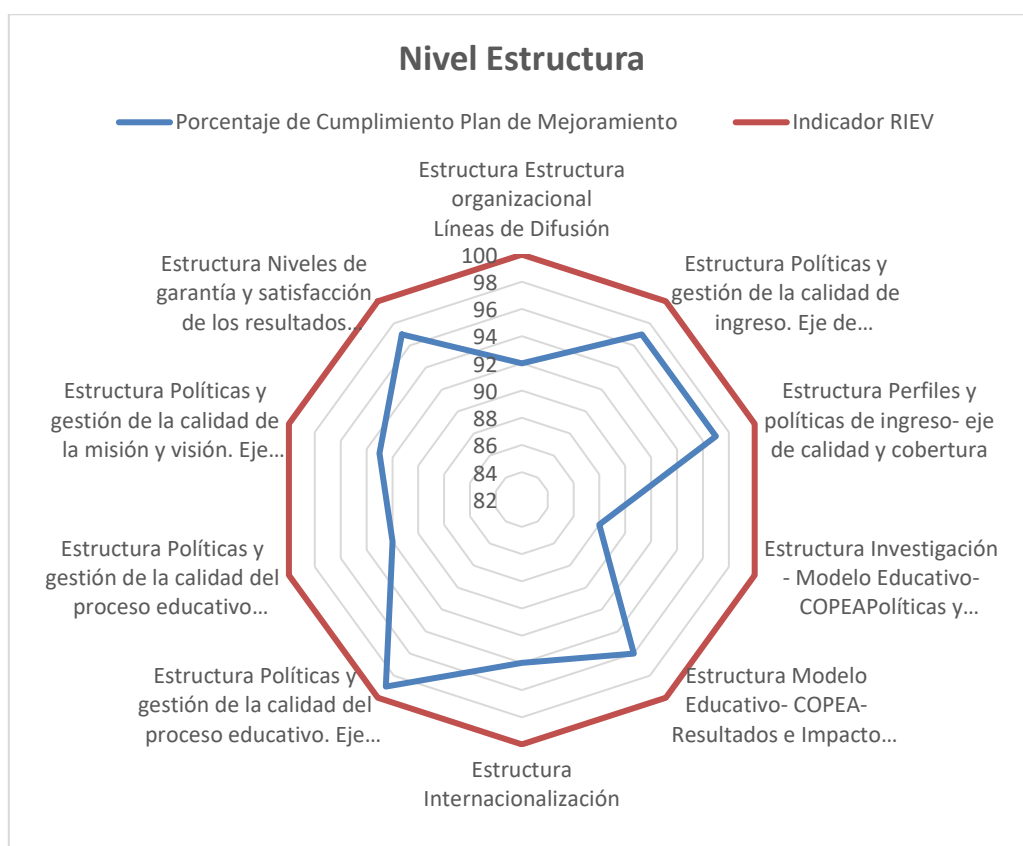 Nivel Estructura
Porcentaje de Cumplimiento Plan de Mejoramiento
Indicador RIEV
Estructura Estructura
organizacional
Líneas de Difusión
Estructura Políticas y
gestión de la calidad de
ingreso. Eje de…
Estructura Perfiles y
políticas de ingreso- eje
de calidad y cobertura
Estructura Investigación
- Modelo Educativo-
COPEAPolíticas y…
Estructura Modelo
Educativo- COPEA-
Resultados e Impacto…
Estructura
Internacionalización
Estructura Políticas y
gestión de la calidad del
proceso educativo. Eje…
Estructura Políticas y
gestión de la calidad del
proceso educativo…
Estructura Políticas y
gestión de la calidad de
la misión y visión. Eje…
Estructura Niveles de
garantía y satisfacción
de los resultados…
100
98
96
94
92
90
88
86
84
82